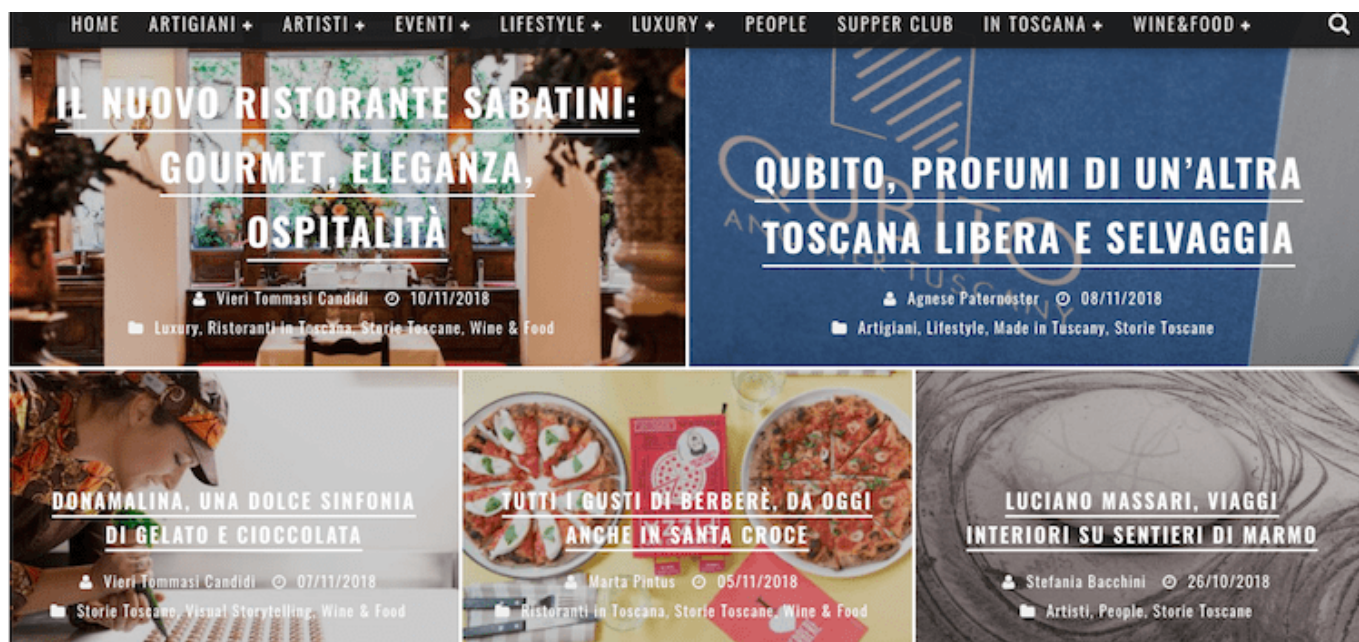 HOME ARTIGIANI + ARTISTI + EVENTI + LIFESTYLE + LUXURY + PEOPLE SUPPER CLUB IN TOSCANA + WINE&FOOD +
IL NUOVO RISTORANTE SABATINI:
GOURMET, ELEGANZA,
OSPITALITÀ
Vieri Tommasi Candidi 10/11/2018
Luxury, Ristoranti in Toscana, Storie Toscane, Wine & Food
QUBITO
ANOTHER TUSCANY
QUBITO, PROFUMI DI UN'ALTRA
TOSCANA LIBERA E SELVAGGIA
Agnese Paternoster 08/11/2018
Artigiani, Lifestyle, Made in Tuscany, Storie Toscane
DONAMALINA, UNA DOLCE SINFONIA
DI GELATO E CIOCCOLATA
Vieri Tommasi Candidi 07/11/2018
Storie Toscane, Visual Storytelling, Wine & Food
TUTTI I GUSTI DI BERBERÈ, DA OGGI
ANCHE IN SANTA CROCE
Marta Pintus 05/11/2018
Ristoranti in Toscana, Storie Toscane, Wine & Food
LUCIANO MASSARI, VIAGGI
INTERIORI SU SENTIERI DI MARMO
Stefania Bacchini 26/10/2018
Artisti, People, Storie Toscane